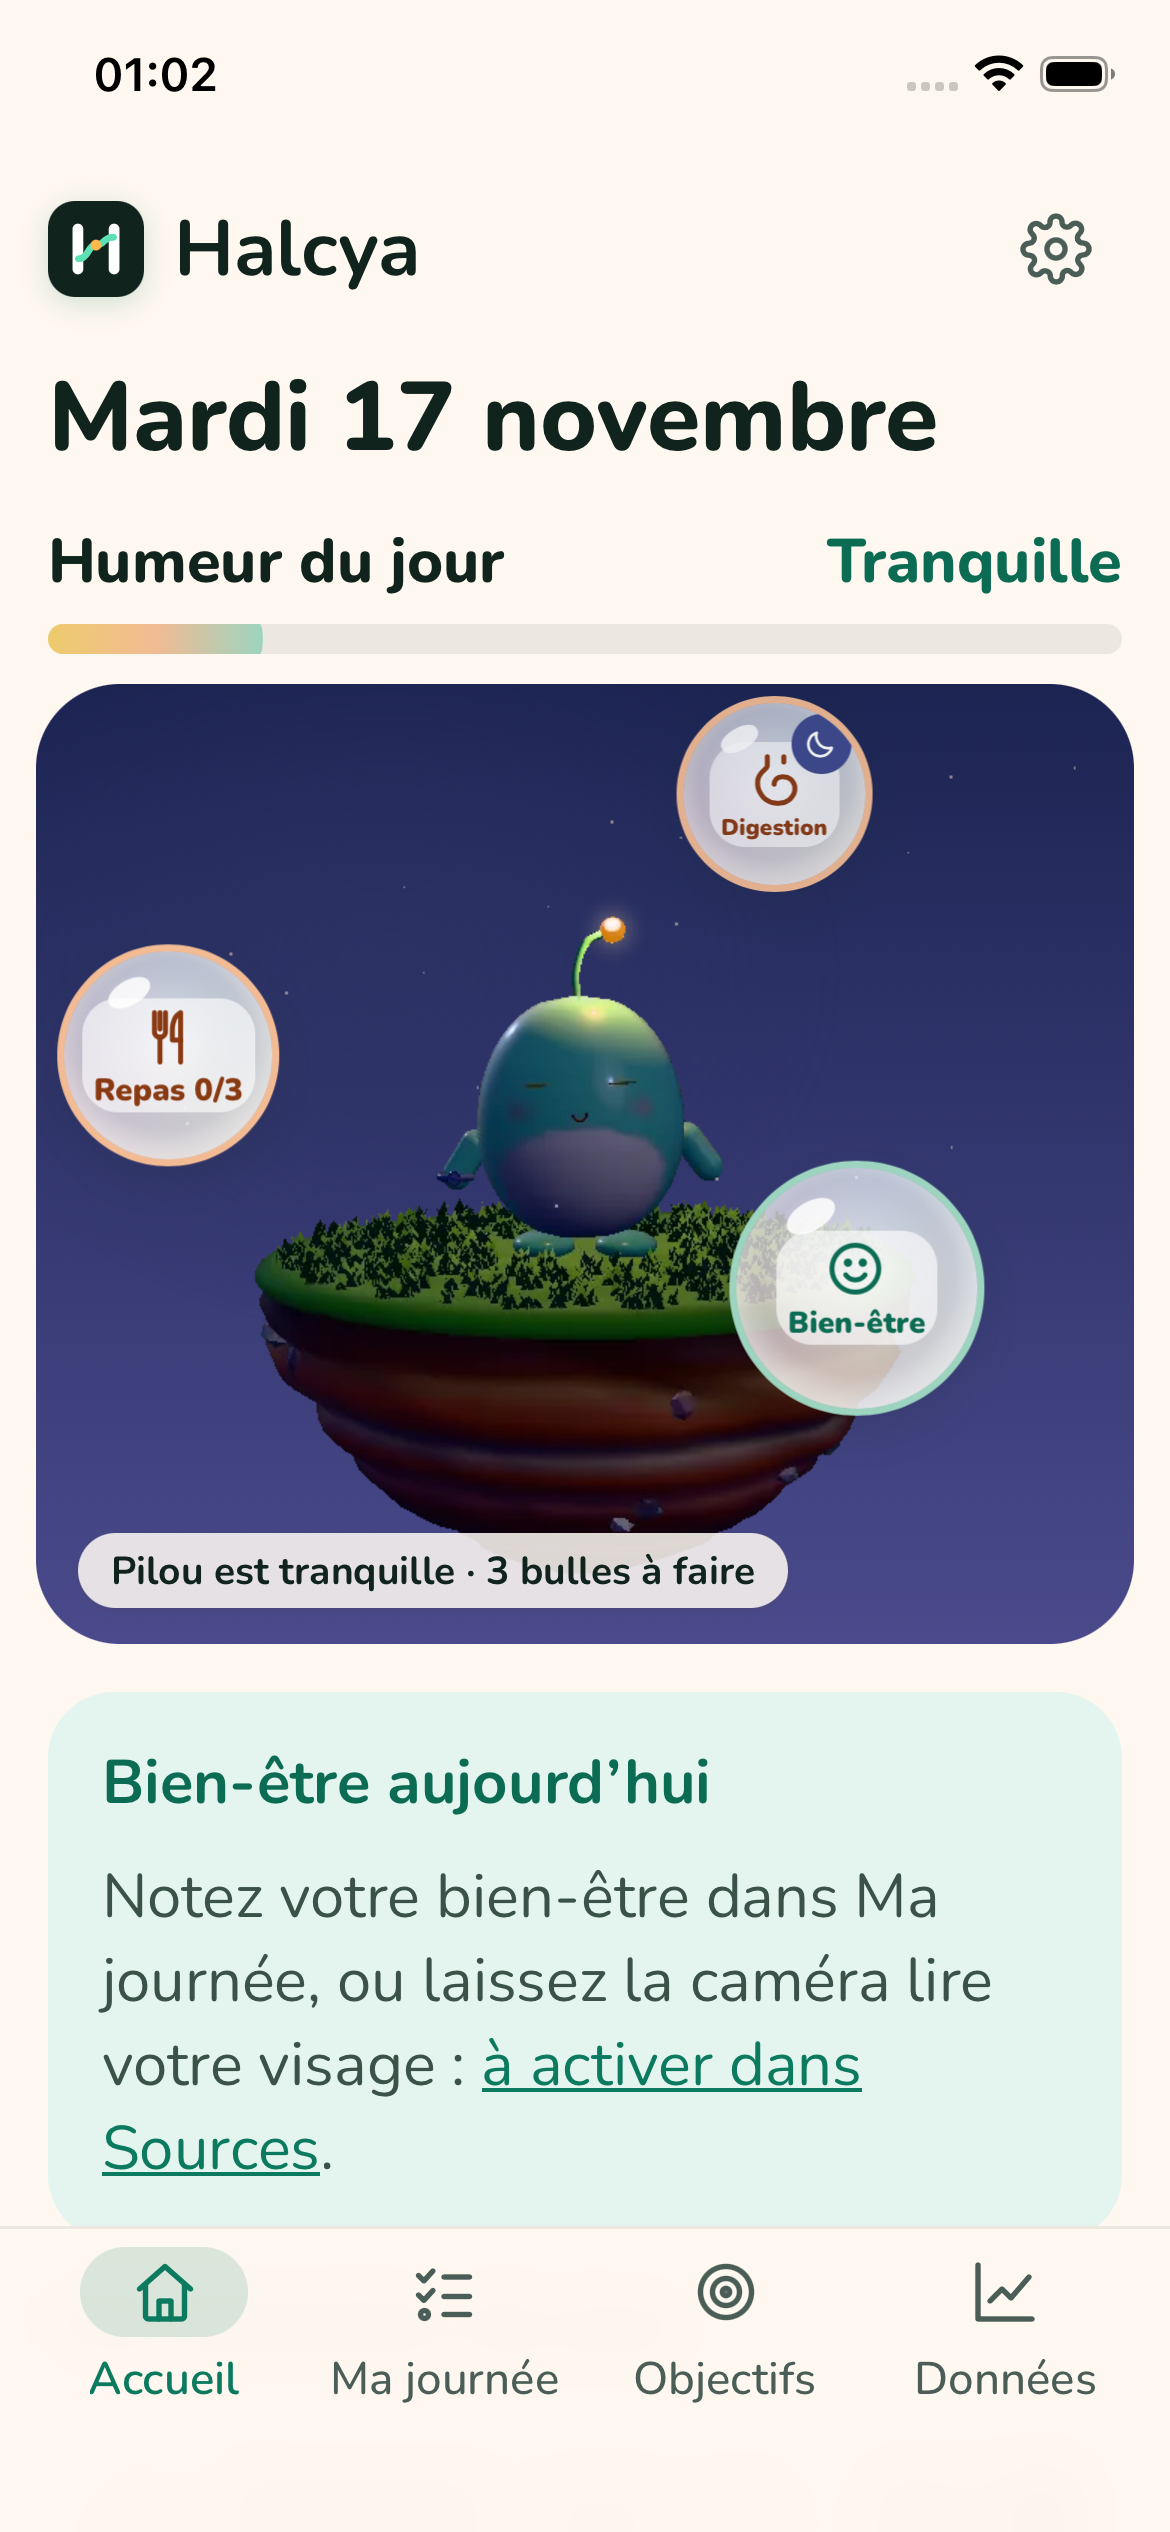 01:02
Halcya
Mardi 17 novembre
Humeur du jour
Tranquille
Digestion
Repas 0/3
Bien-être
Pilou est tranquille · 3 bulles à faire
Bien-être aujourd’hui
Notez votre bien-être dans Ma
journée, ou laissez la caméra lire
votre visage : à activer dans
Sources.
Accueil
Ma journée
Objectifs
Données